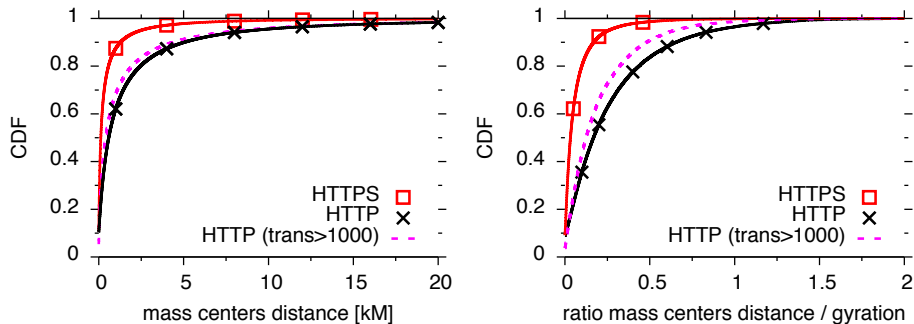 1
0.8
0.6
0.4
0.2
0
CDF
0 5 10 15 20
mass centers distance [kM]
HTTPS
HTTP
HTTP (trans>1000)
1
0.8
0.6
0.4
0.2
0
CDF
0 0.5 1 1.5 2
ratio mass centers distance / gyration
HTTPS
HTTP
HTTP (trans>1000)